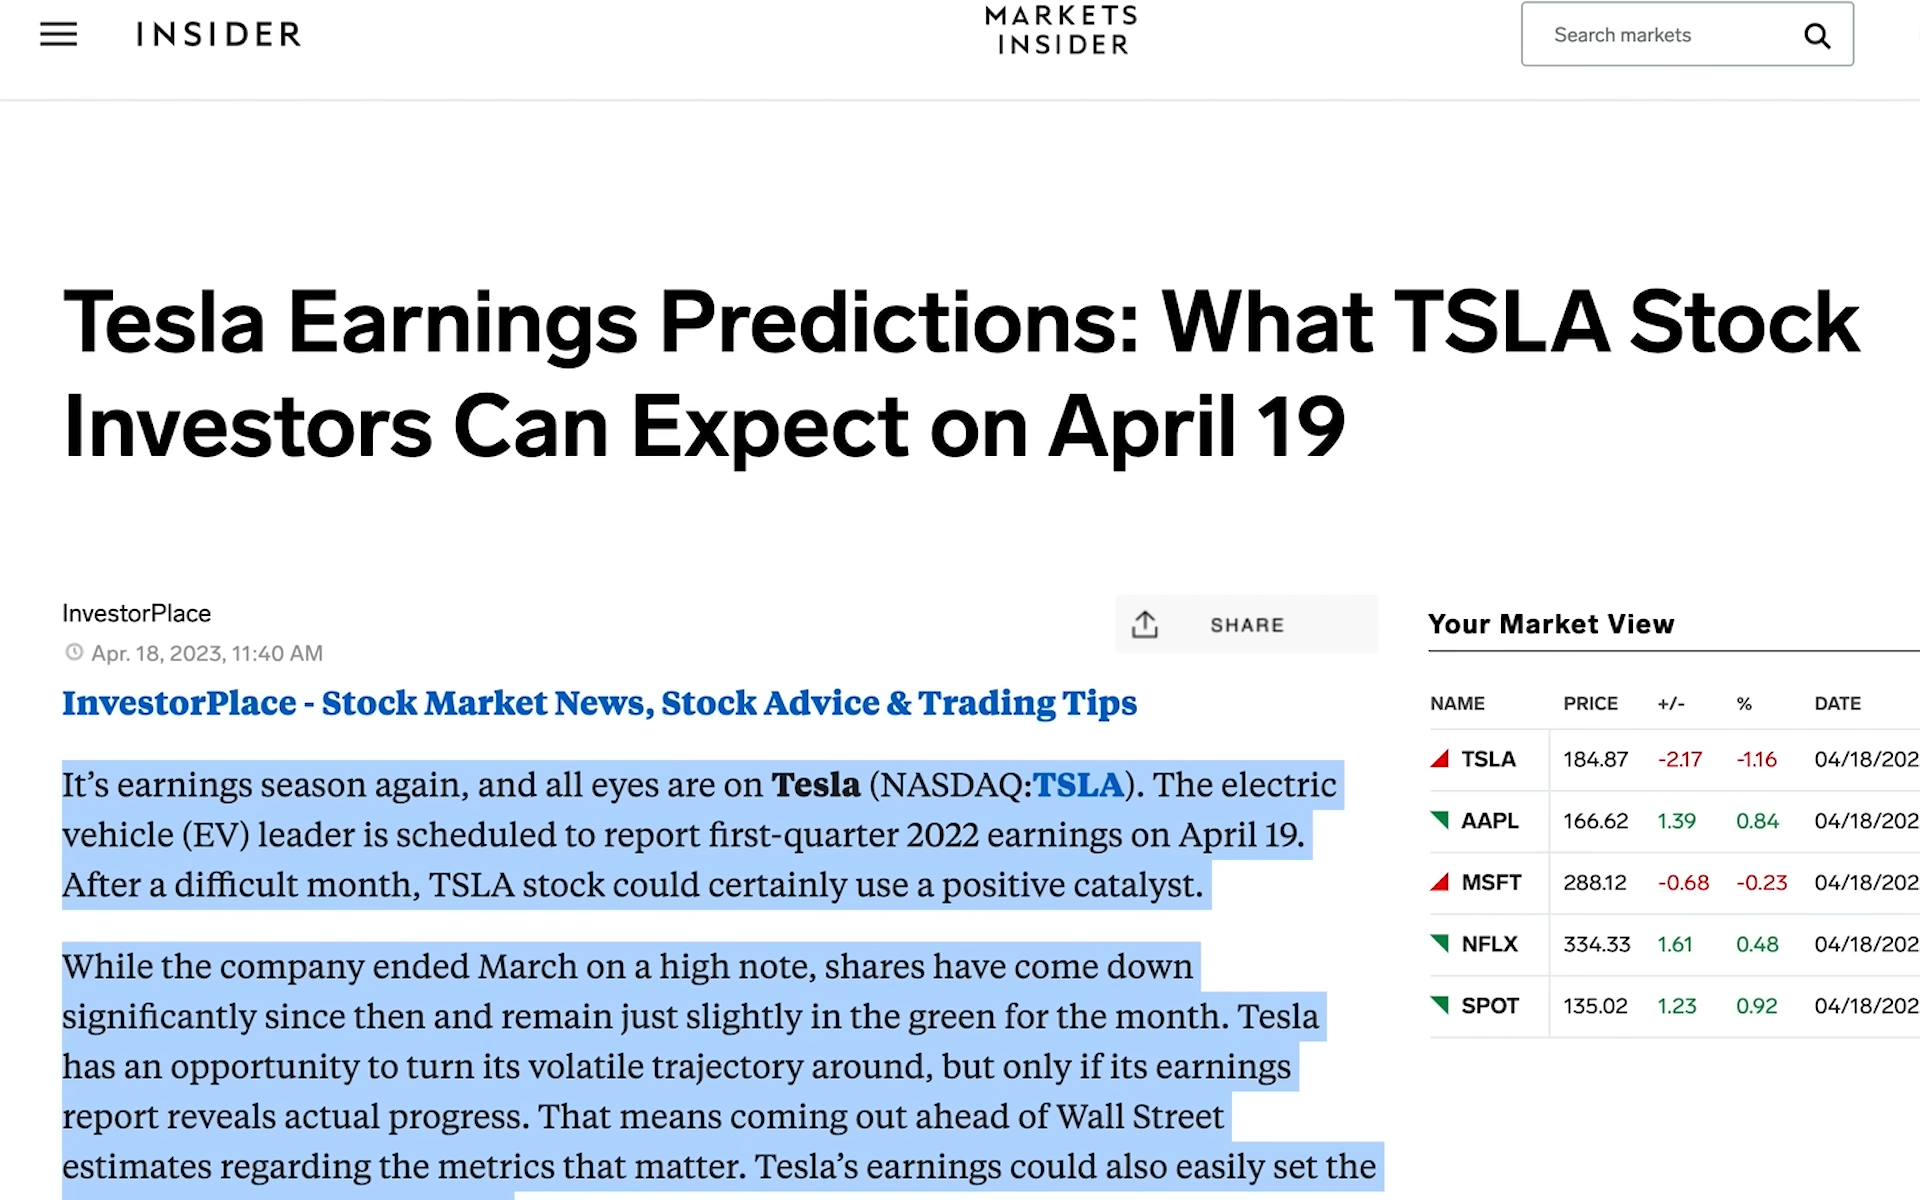 INSIDER
MARKETS
INSIDER
Search markets
Tesla Earnings Predictions: What TSLA Stock
Investors Can Expect on April 19
InvestorPlace
Apr. 18, 2023, 11:40 AM
SHARE
InvestorPlace - Stock Market News, Stock Advice & Trading Tips
It’s earnings season again, and all eyes are on Tesla (NASDAQ:TSLA). The electric
vehicle (EV) leader is scheduled to report first-quarter 2022 earnings on April 19.
After a difficult month, TSLA stock could certainly use a positive catalyst.
While the company ended March on a high note, shares have come down
significantly since then and remain just slightly in the green for the month. Tesla
has an opportunity to turn its volatile trajectory around, but only if its earnings
report reveals actual progress. That means coming out ahead of Wall Street
estimates regarding the metrics that matter. Tesla’s earnings could also easily set the
Your Market View
NAME PRICE +/- % DATE
TSLA 184.87 -2.17 -1.16 04/18/202
AAPL 166.62 1.39 0.84 04/18/202
MSFT 288.12 -0.68 -0.23 04/18/202
NFLX 334.33 1.61 0.48 04/18/202
SPOT 135.02 1.23 0.92 04/18/202